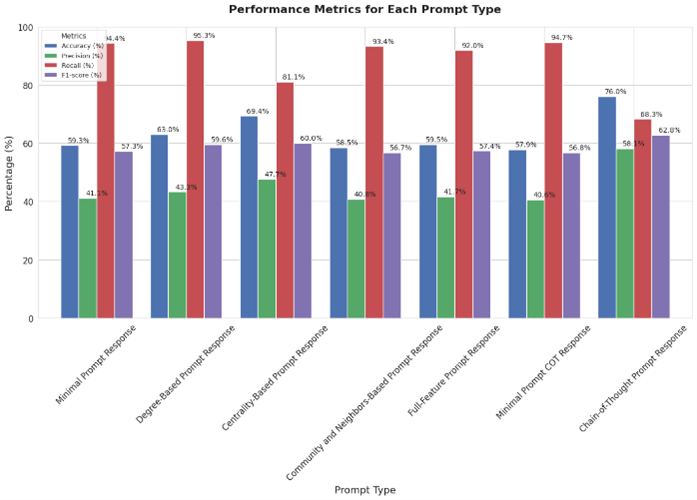 Performance Metrics for Each Prompt Type
Metrics
Accuracy (%)
Precision (%)
Recall (%)
F1-score (%)
Percentage (%)
100
80
60
40
20
0
59.3%
41.1%
94.4%
57.3%
63.0%
43.3%
95.3%
59.6%
69.4%
47.7%
81.1%
60.0%
58.5%
40.8%
93.4%
56.7%
59.5%
41.7%
92.0%
57.4%
57.9%
40.6%
94.7%
56.8%
76.0%
58.1%
68.3%
62.8%
Minimal Prompt Response
Degree-Based Prompt Response
Centrality-Based Prompt Response
Community and Neighbors-Based Prompt Response
Full-Feature Prompt Response
Minimal Prompt COT Response
Chain-of-Thought Prompt Response
Prompt Type